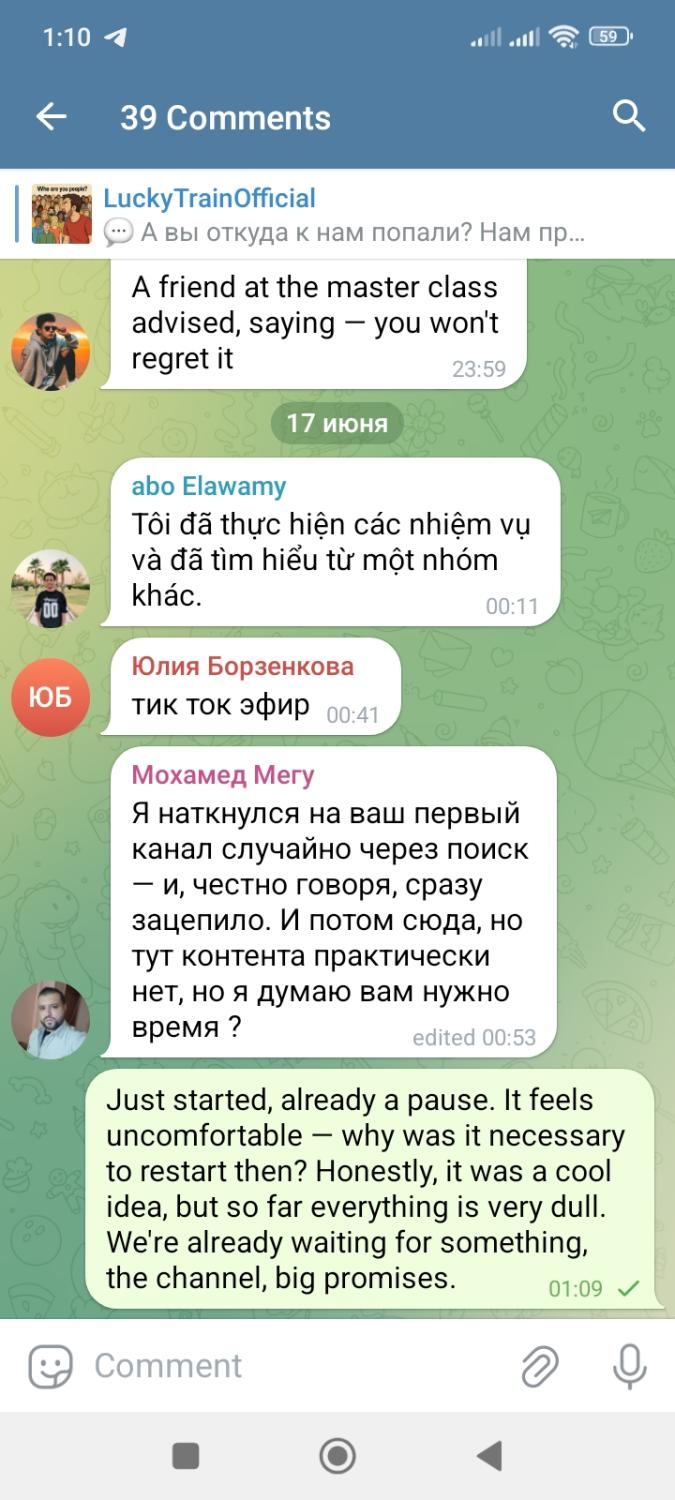 1:10
59
39 Comments
Who are you people?
LuckyTrainOfficial
💬 А вы откуда к нам попали? Нам пр...
A friend at the master class
advised, saying — you won't
regret it
23:59
17 июня
abo Elawamy
Tôi đã thực hiện các nhiệm vụ
và đã tìm hiểu từ một nhóm
khác.
00:11
ЮБ
Юлия Борзенкова
тик ток эфир 00:41
Мохамед Мегу
Я наткнулся на ваш первый
канал случайно через поиск
— и, честно говоря, сразу
зацепило. И потом сюда, но
тут контента практически
нет, но я думаю вам нужно
время ?
edited 00:53
Just started, already a pause. It feels
uncomfortable — why was it necessary
to restart then? Honestly, it was a cool
idea, but so far everything is very dull.
We're already waiting for something,
the channel, big promises.
01:09
Comment